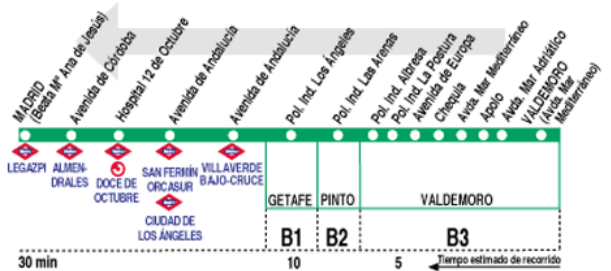 MADRID
(Beata Mª Ana de Jesús)
Avenida de Córdoba
Hospital 12 de Octubre
Avenida de Andalucía
Avenida de Andalucía
Pol. Ind. Los Ángeles
Pol. Ind. Las Arenas
Pol. Ind. Albresa
Pol. Ind. La Postura
Avenida de Europa
Chequia
Avda. Mar Mediterráneo
Apolo
Avda. Mar Adriático
VALDEMORO
(Avda. Mar
Mediterráneo)
LEGAZPI
ALMEN-
DRALES
DOCE DE
OCTUBRE
SAN FERMÍN
ORCASUR
CIUDAD DE
LOS ÁNGELES
VILLAVERDE
BAJO-CRUCE
GETAFE
PINTO
VALDEMORO
B1
B2
B3
30 min
10
5
Tiempo estimado de recorrido